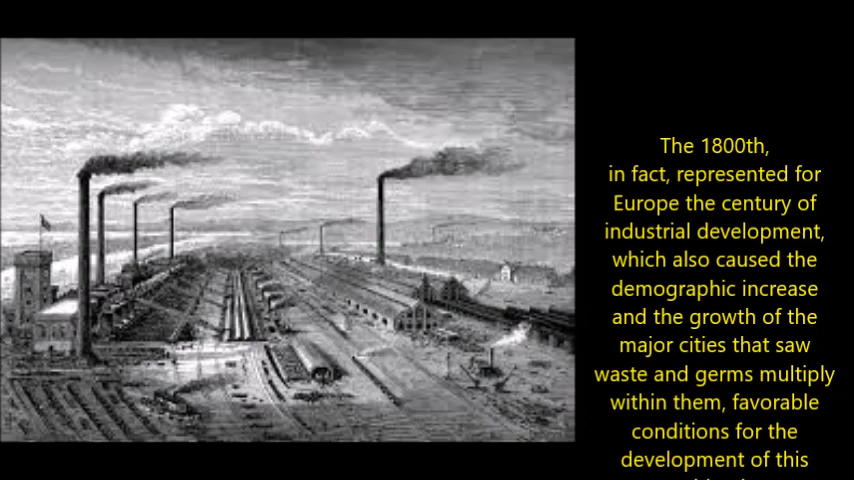 The 1800th,
in fact, represented for
Europe the century of
industrial development,
which also caused the
demographic increase
and the growth of the
major cities that saw
waste and germs multiply
within them, favorable
conditions for the
development of this